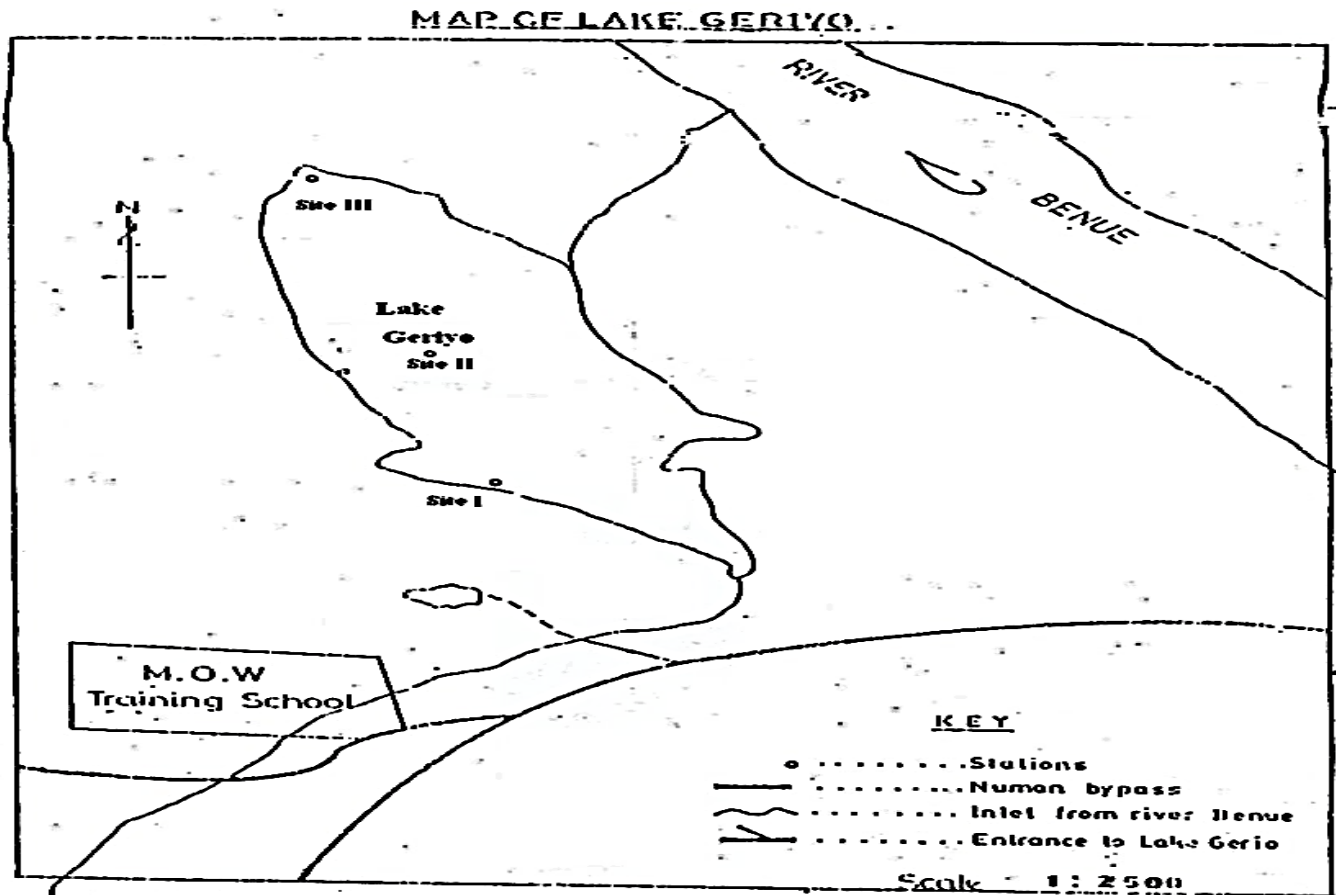 MAP OF LAKE GERIYO
RIVER
BENUE
N
Site III
Lake
Geriyo
Site II
Site I
M.O.W
Training School
KEY
Stations
Numan bypass
Inlet from river Benue
Entrance to Lake Gerio
Scale 1:2500